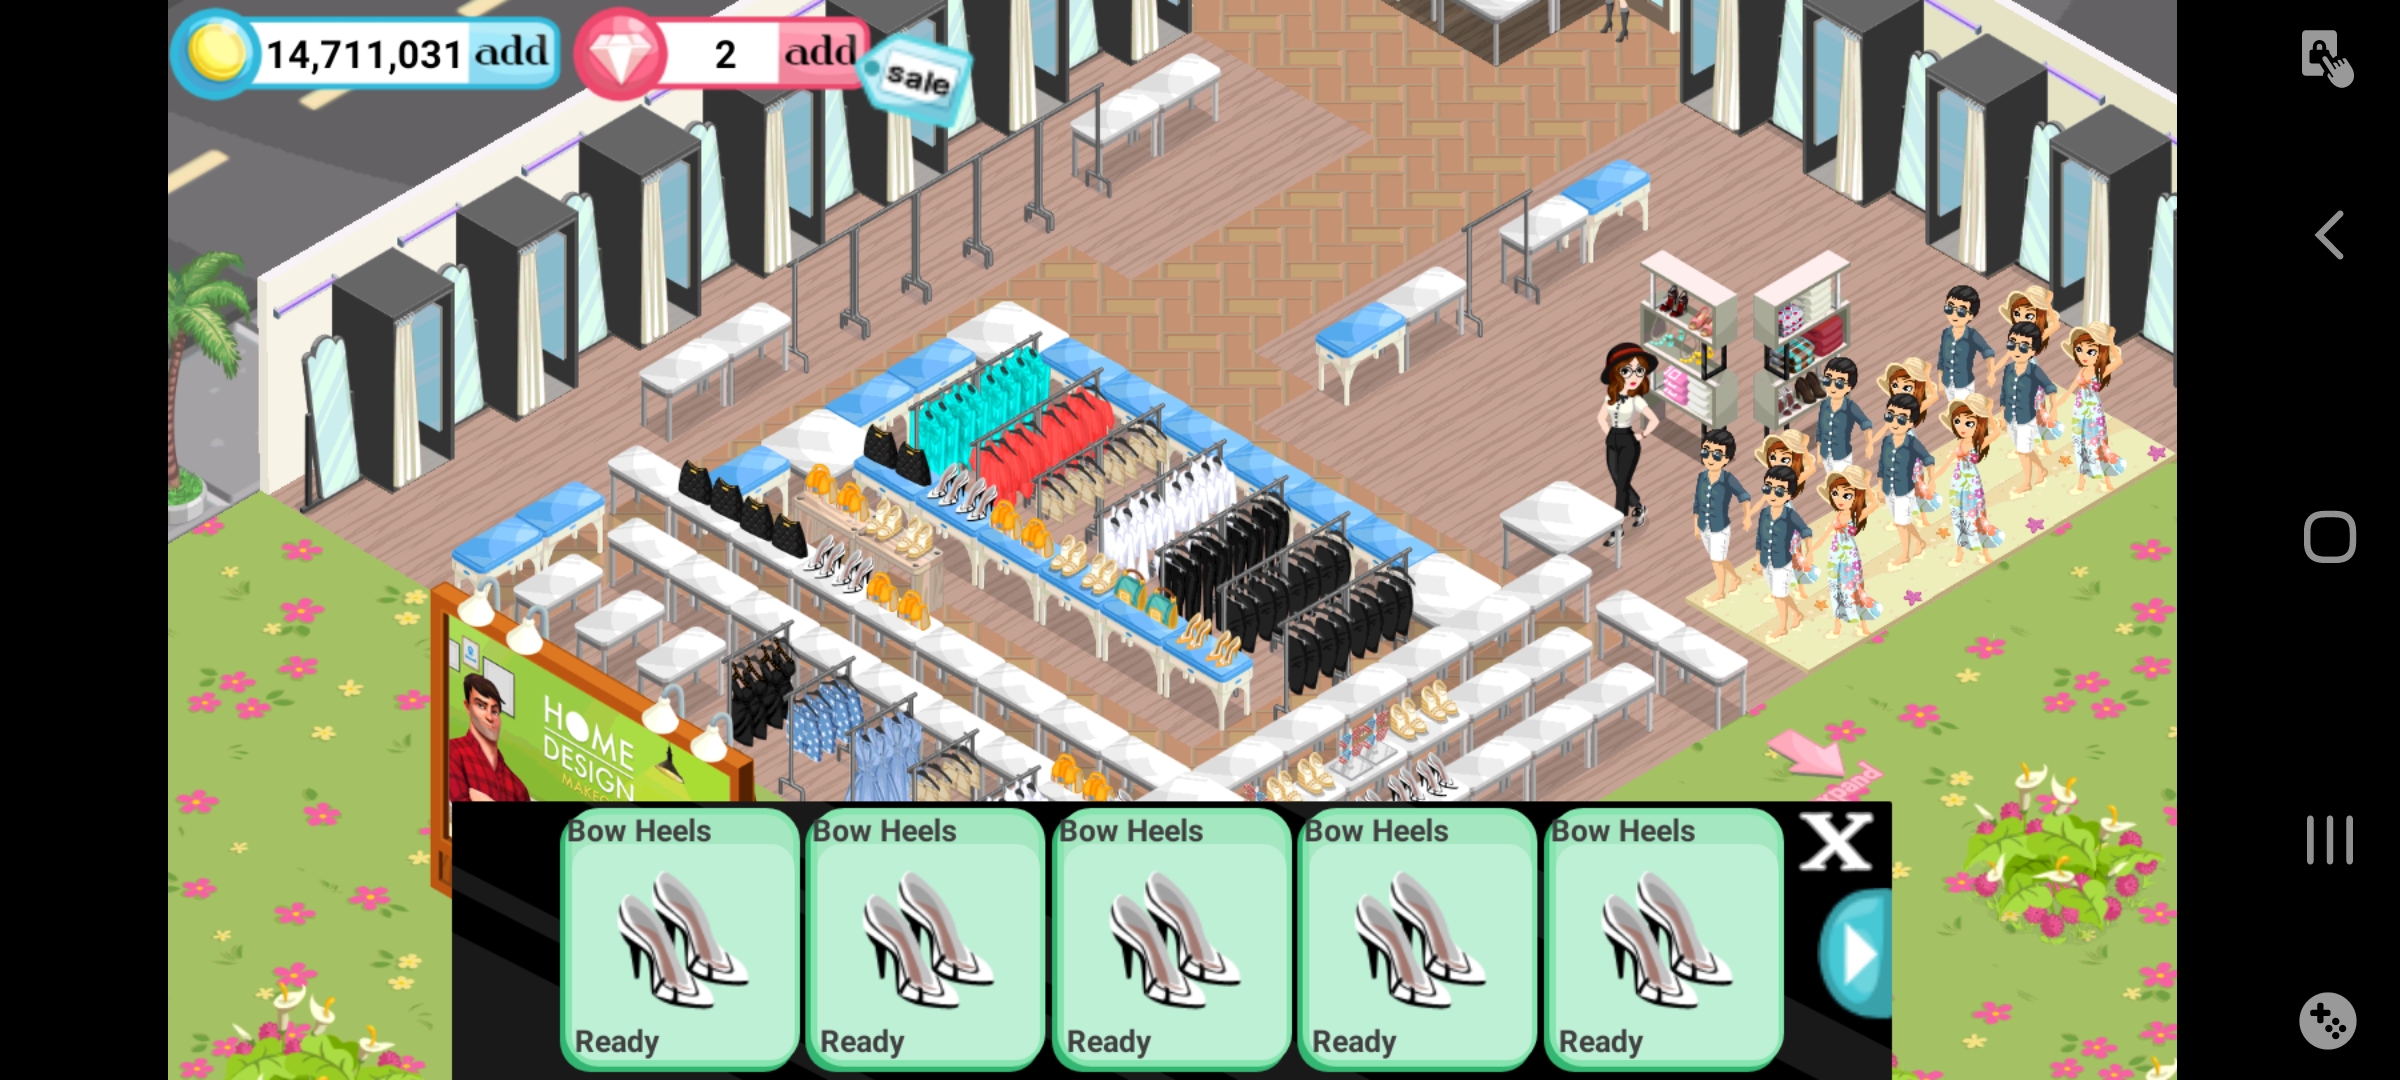 14,711,031 add
2 add
sale
HOME
DESIGN
Bow Heels
Ready
Bow Heels
Ready
Bow Heels
Ready
Bow Heels
Ready
Bow Heels
Ready
X